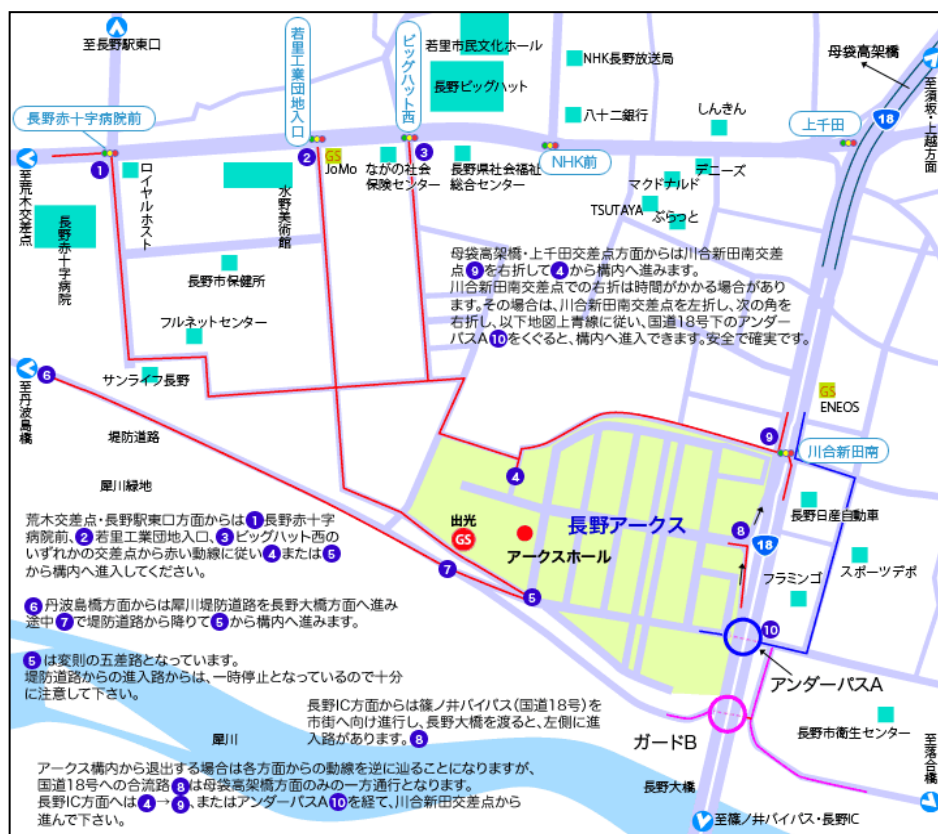 至長野駅東口
若里工業団地入口
ビッグハット西
若里市民文化ホール
長野ビッグハット
NHK長野放送局
母袋高架橋
至須坂・上越方面
18
長野赤十字病院前
八十二銀行
しんきん
上千田
1
2
GS
JoMo
ながの社会
保険センター
3
長野県社会福祉
総合センター
NHK前
デニーズ
マクドナルド
TSUTAYA
ぷらっと
至荒木交差点
長野赤十字病院
ロイヤルホスト
水野美術館
長野市保健所
フルネットセンター
サンライフ長野
母袋高架橋・上千田交差点方面からは川合新田南交差
点9を右折して4から構内へ進みます。
川合新田南交差点での右折は時間がかかる場合があり
ます。その場合は、川合新田南交差点を左折し、次の角を
右折し、以下地図上青線に従い、国道18号下のアンダー
パスA10をくぐると、構内へ進入できます。安全で確実です。
6
至丹波島橋
堤防道路
犀川緑地
GS
ENEOS
9
川合新田南
4
長野アークス
出光
GS
アークスホール
8
18
長野日産自動車
スポーツデポ
フラミンゴ
7
5
10
アンダーパスA
荒木交差点・長野駅東口方面からは1長野赤十字
病院前、2若里工業団地入口、3ビッグハット西の
いずれかの交差点から赤い動線に従い4または5
から構内へ進入してください。
6丹波島橋方面からは犀川堤防道路を長野大橋方面へ進み
途中7で堤防道路から降りて5から構内へ進みます。
5は変則の五差路となっています。
堤防道路からの進入路からは、一時停止となっているので十分
に注意して下さい。
長野IC方面からは篠ノ井バイパス(国道18号)を
市街へ向け進行し、長野大橋を渡ると、左側に進
入路があります。8
犀川
ガードB
長野市衛生センター
至落合橋
アークス構内から退出する場合は各方面からの動線を逆に辿ることになりますが、
国道18号への合流路8は母袋高架橋方面のみの一方通行となります。
長野IC方面へは4→9、またはアンダーパスA10を経て、川合新田交差点から
進んで下さい。
長野大橋
至篠ノ井バイパス・長野IC